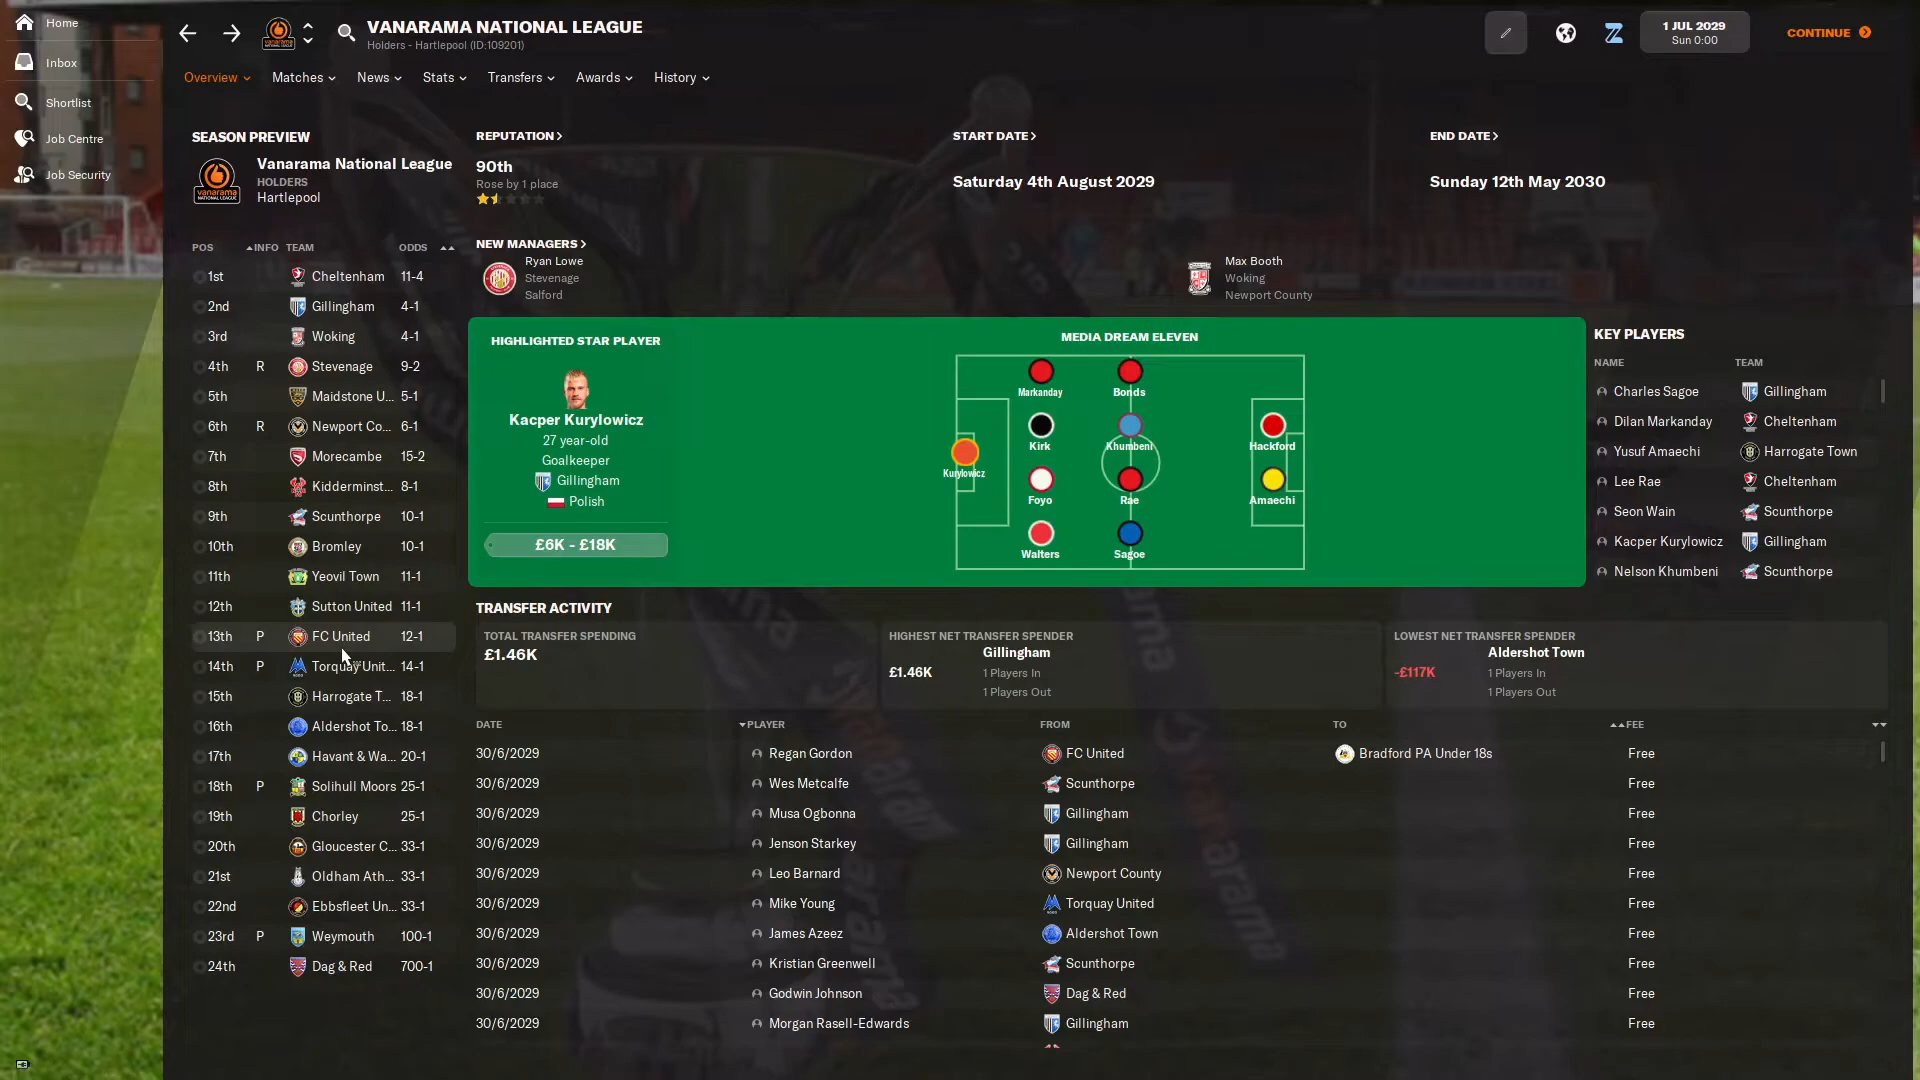 Home
Inbox
Shortlist
Job Centre
Job Security
VANARAMA NATIONAL LEAGUE
Holders - Hartlepool (ID:109201)
1 JUL 2029
Sun 0:00
CONTINUE
Overview
Matches
News
Stats
Transfers
Awards
History
SEASON PREVIEW
Vanarama National League
HOLDERS
Hartlepool
REPUTATION
90th
Rose by 1 place
START DATE
Saturday 4th August 2029
END DATE
Sunday 12th May 2030
NEW MANAGERS
Ryan Lowe
Stevenage
Salford
Max Booth
Woking
Newport County
POS INFO TEAM ODDS
1st Cheltenham 11-4
2nd Gillingham 4-1
3rd Woking 4-1
4th R Stevenage 9-2
5th Maidstone U... 5-1
6th R Newport Co... 6-1
7th Morecambe 15-2
8th Kidderminst... 8-1
9th Scunthorpe 10-1
10th Bromley 10-1
11th Yeovil Town 11-1
12th Sutton United 11-1
13th P FC United 12-1
14th P Torquay Unit... 14-1
15th Harrogate T... 18-1
16th Aldershot To... 18-1
17th Havant & Wa... 20-1
18th P Solihull Moors 25-1
19th Chorley 25-1
20th Gloucester C... 33-1
21st Oldham Ath... 33-1
22nd Ebbsfleet Un... 33-1
23rd P Weymouth 100-1
24th Dag & Red 700-1
HIGHLIGHTED STAR PLAYER
Kacper Kurylowicz
27 year-old
Goalkeeper
Gillingham
Polish
£6K - £18K
MEDIA DREAM ELEVEN
Markanday
Bonds
Kirk
Khumbeni
Hackford
Kurylowicz
Foyo
Rae
Amaechi
Walters
Sagoe
KEY PLAYERS
NAME TEAM
Charles Sagoe Gillingham
Dilan Markanday Cheltenham
Yusuf Amaechi Harrogate Town
Lee Rae Cheltenham
Seon Wain Scunthorpe
Kacper Kurylowicz Gillingham
Nelson Khumbeni Scunthorpe
TRANSFER ACTIVITY
TOTAL TRANSFER SPENDING
£1.46K
HIGHEST NET TRANSFER SPENDER
Gillingham
£1.46K
1 Players In
1 Players Out
LOWEST NET TRANSFER SPENDER
Aldershot Town
-£117K
1 Players In
1 Players Out
DATE PLAYER FROM TO FEE
30/6/2029 Regan Gordon FC United Bradford PA Under 18s Free
30/6/2029 Wes Metcalfe Scunthorpe Free
30/6/2029 Musa Ogbonna Gillingham Free
30/6/2029 Jenson Starkey Gillingham Free
30/6/2029 Leo Barnard Newport County Free
30/6/2029 Mike Young Torquay United Free
30/6/2029 James Azeez Aldershot Town Free
30/6/2029 Kristian Greenwell Scunthorpe Free
30/6/2029 Godwin Johnson Dag & Red Free
30/6/2029 Morgan Rasell-Edwards Gillingham Free